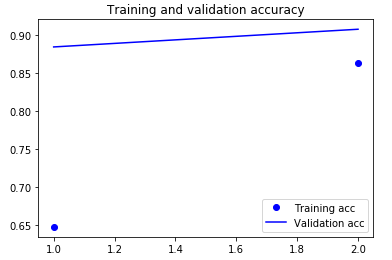 Training and validation accuracy
0.90
0.85
0.80
0.75
0.70
0.65
Training acc
Validation acc
1.0 1.2 1.4 1.6 1.8 2.0